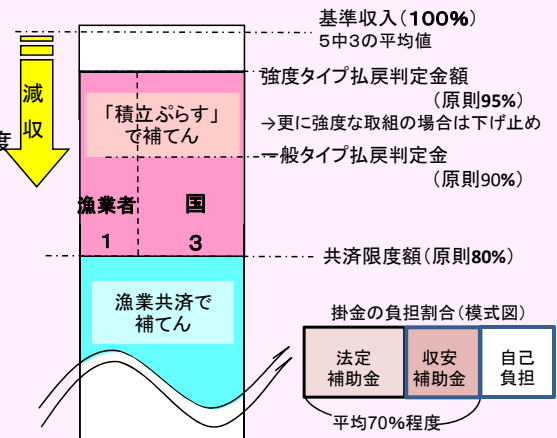 基準収入（100%）
5中3の平均値
強度タイプ払戻判定金額
（原則95%）
→更に強度な取組の場合は下げ止め
一般タイプ払戻判定金
（原則90%）
減収
度
「積立ぷらす」
で補てん
漁業者
国
1
3
共済限度額（原則80%）
漁業共済で
補てん
掛金の負担割合（模式図）
法定
補助金
収安
補助金
自己
負担
平均70%程度